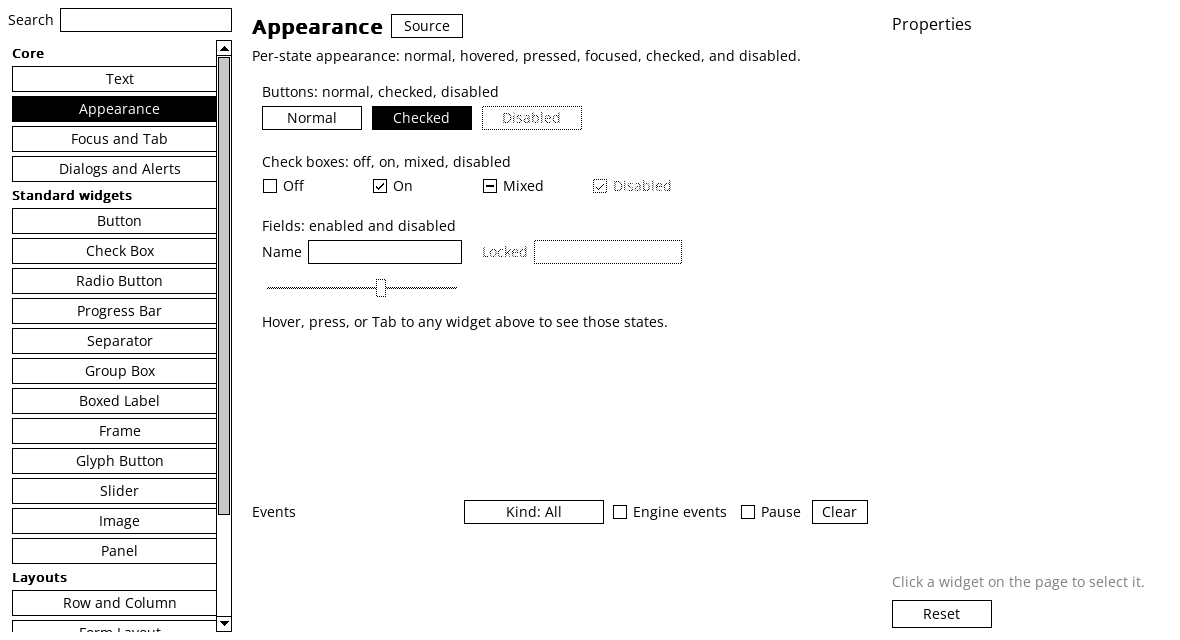 Search
Core
Text
Appearance
Focus and Tab
Dialogs and Alerts
Standard widgets
Button
Check Box
Radio Button
Progress Bar
Separator
Group Box
Boxed Label
Frame
Glyph Button
Slider
Image
Panel
Layouts
Row and Column
Form Layout
Appearance Source
Per-state appearance: normal, hovered, pressed, focused, checked, and disabled.
Buttons: normal, checked, disabled
Normal Checked Disabled
Check boxes: off, on, mixed, disabled
Off On Mixed Disabled
Fields: enabled and disabled
Name Locked
Hover, press, or Tab to any widget above to see those states.
Events Kind: All Engine events Pause Clear
Properties
Click a widget on the page to select it.
Reset